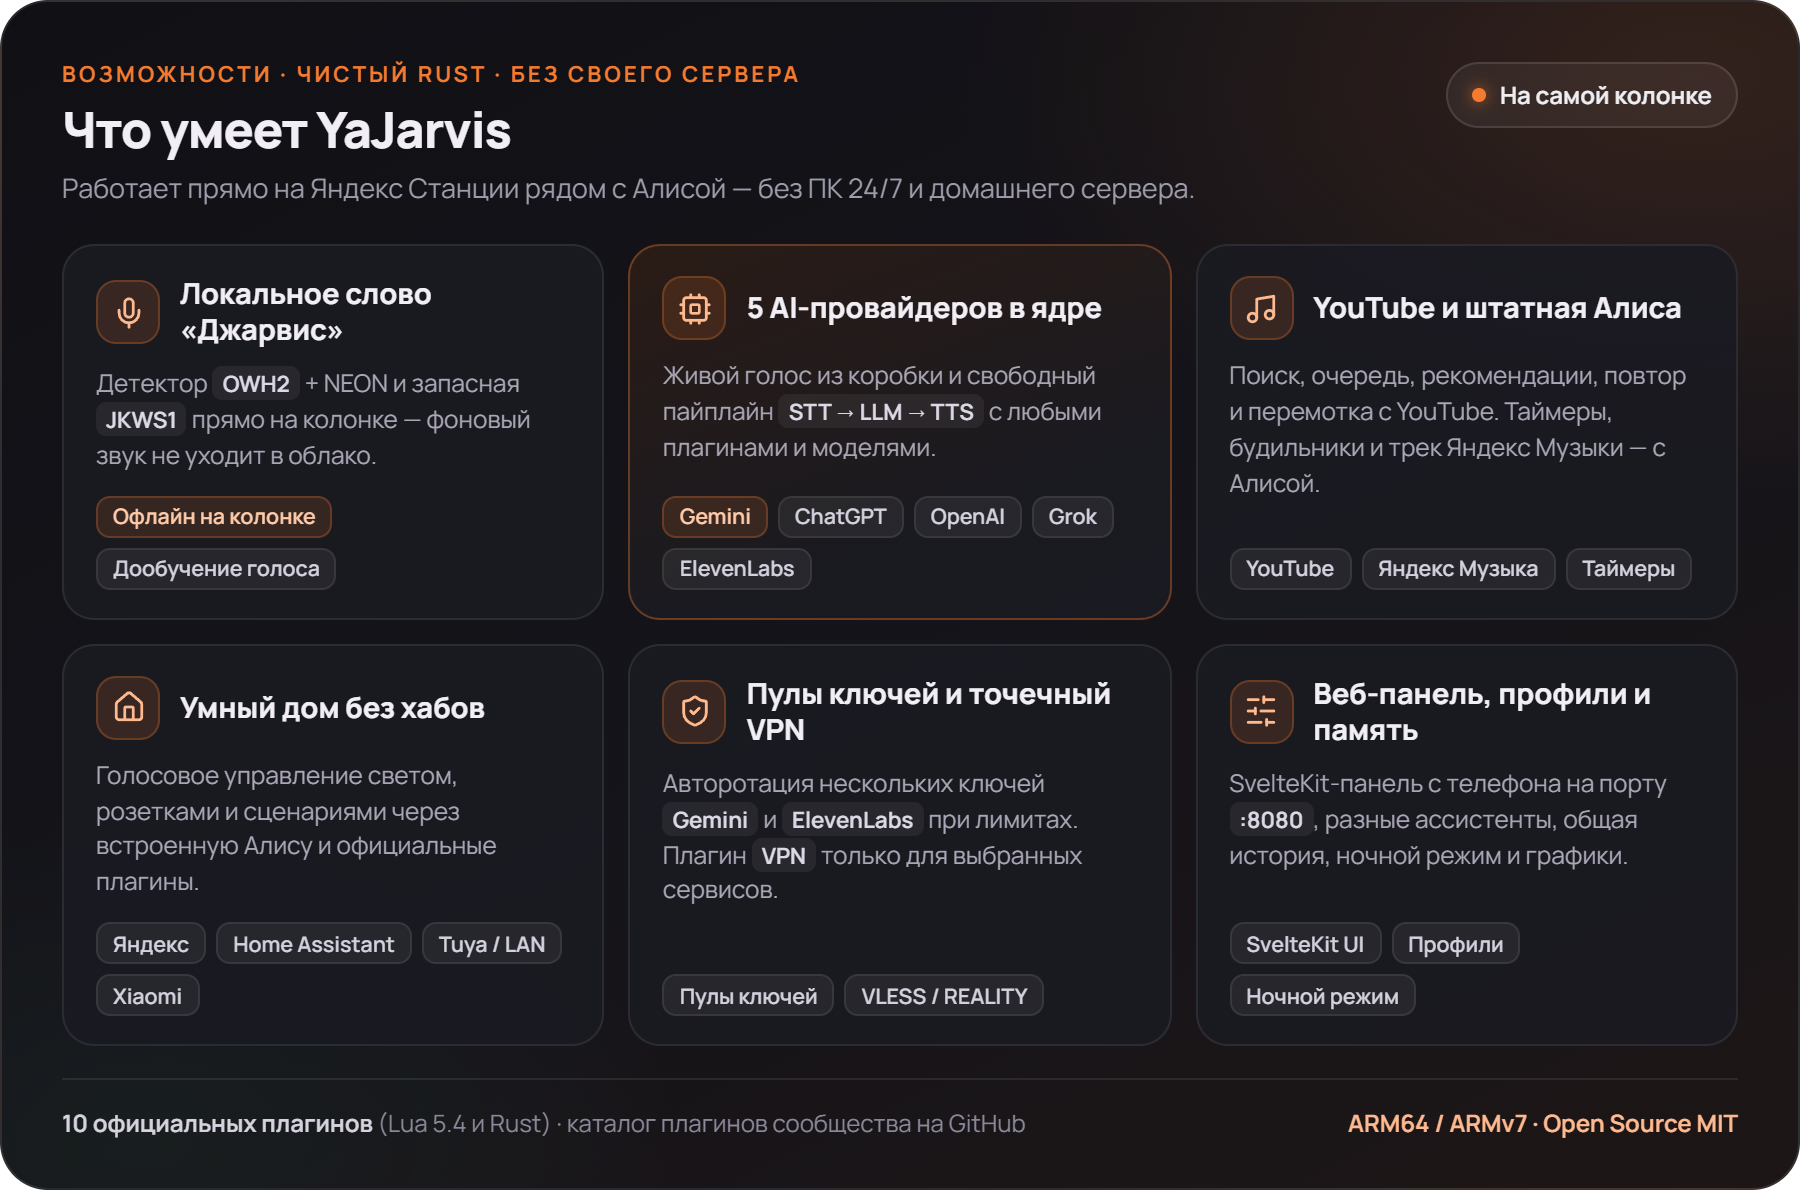 ВОЗМОЖНОСТИ · ЧИСТЫЙ RUST · БЕЗ СВОЕГО СЕРВЕРА
Что умеет YaJarvis
Работает прямо на Яндекс Станции рядом с Алисой — без ПК 24/7 и домашнего сервера.
На самой колонке
Локальное слово
«Джарвис»
Детектор OWH2 + NEON и запасная
JKWS1 прямо на колонке — фоновый
звук не уходит в облако.
Офлайн на колонке
Дообучение голоса
5 AI-провайдеров в ядре
Живой голос из коробки и свободный
пайплайн STT → LLM → TTS с любыми
плагинами и моделями.
Gemini ChatGPT OpenAI Grok
ElevenLabs
YouTube и штатная Алиса
Поиск, очередь, рекомендации, повтор
и перемотка с YouTube. Таймеры,
будильники и трек Яндекс Музыки — с
Алисой.
YouTube Яндекс Музыка Таймеры
Умный дом без хабов
Голосовое управление светом,
розетками и сценариями через
встроенную Алису и официальные
плагины.
Яндекс Home Assistant Tuya / LAN
Xiaomi
Пулы ключей и точечный
VPN
Авторотация нескольких ключей
Gemini и ElevenLabs при лимитах.
Плагин VPN только для выбранных
сервисов.
Пулы ключей VLESS / REALITY
Веб-панель, профили и
память
SvelteKit-панель с телефона на порту
:8080 , разные ассистенты, общая
история, ночной режим и графики.
SvelteKit UI Профили
Ночной режим
10 официальных плагинов (Lua 5.4 и Rust) · каталог плагинов сообщества на GitHub
ARM64 / ARMv7 · Open Source MIT